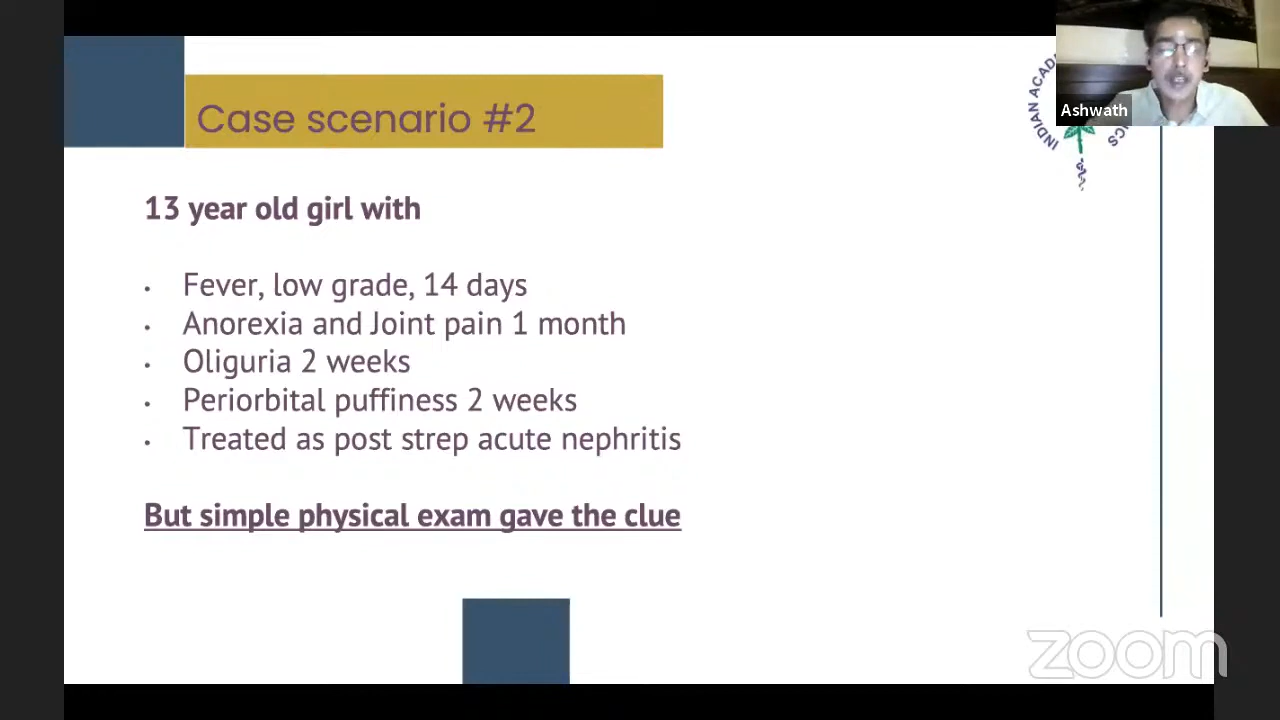 Case scenario #2
Ashwath
INDIAN ACAD
ICS
13 year old girl with
• Fever, low grade, 14 days
• Anorexia and Joint pain 1 month
• Oliguria 2 weeks
• Periorbital puffiness 2 weeks
• Treated as post strep acute nephritis
But simple physical exam gave the clue
zoom